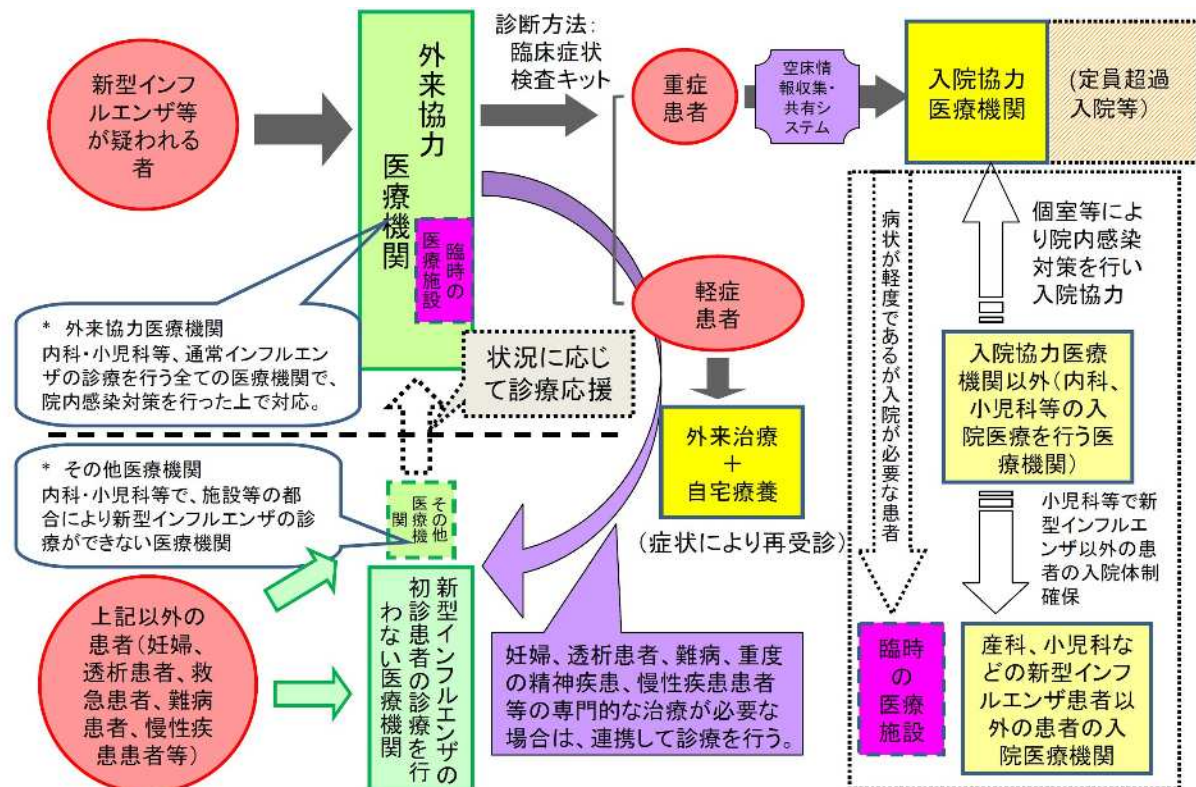 新型インフ
ルエンザ等
が疑われる
者
外来協力
医療機関
臨時の
医療施設
診断方法：
臨床症状
検査キット
重症
患者
空床情
報収集・
共有シ
ステム
入院協力
医療機関
(定員超過
入院等)
* 外来協力医療機関
内科・小児科等、通常インフルエン
ザの診療を行う全ての医療機関で、
院内感染対策を行った上で対応。
状況に応じ
て診療応援
軽症
患者
外来治療
＋
自宅療養
(症状により再受診)
病状が軽度であるが入院が必要な患者
個室等によ
り院内感染
対策を行い
入院協力
入院協力医療
機関以外(内科、
小児科等の入
院医療を行う医
療機関)
小児科等で新
型インフルエ
ンザ以外の患
者の入院体制
確保
* その他医療機関
内科・小児科等で、施設等の都
合により新型インフルエンザの診
療ができない医療機関
その他
医療機
関
上記以外の
患者(妊婦、
透析患者、救
急患者、難病
患者、慢性疾
患患者等)
新型インフルエンザの
初診患者の診療を行
わない医療機関
妊婦、透析患者、難病、重度
の精神疾患、慢性疾患患者
等の専門的な治療が必要な
場合は、連携して診療を行う。
臨時
の
医療
施設
産科、小児科な
どの新型インフ
ルエンザ患者以
外の患者の入
院医療機関